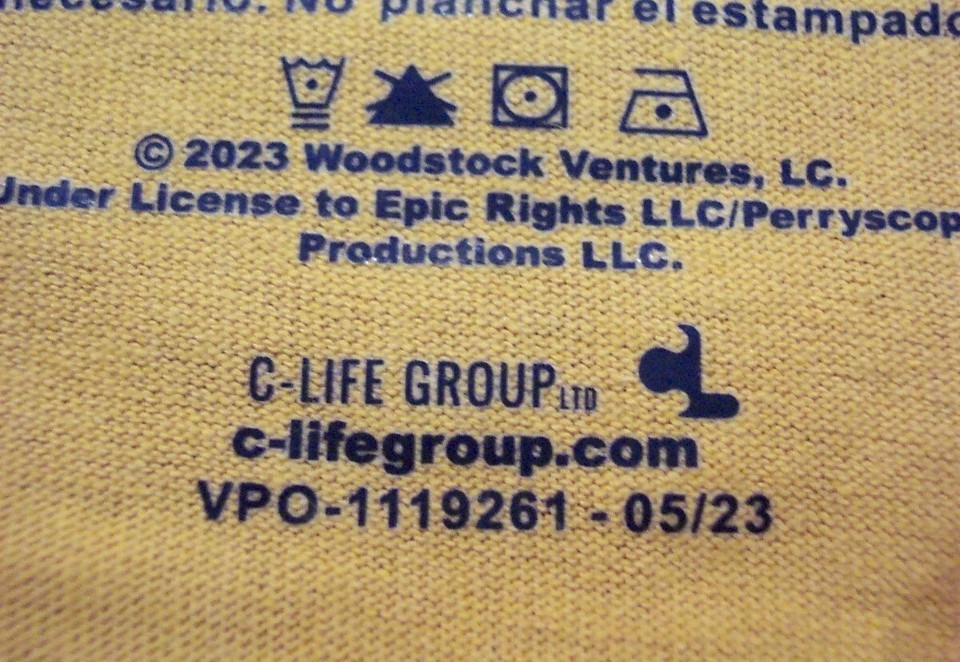 necesario. No planchar el estampado
© 2023 Woodstock Ventures, LC.
Under License to Epic Rights LLC/Perryscop
Productions LLC.
C-LIFE GROUP LTD
c-lifegroup.com
VPO-1119261 - 05/23